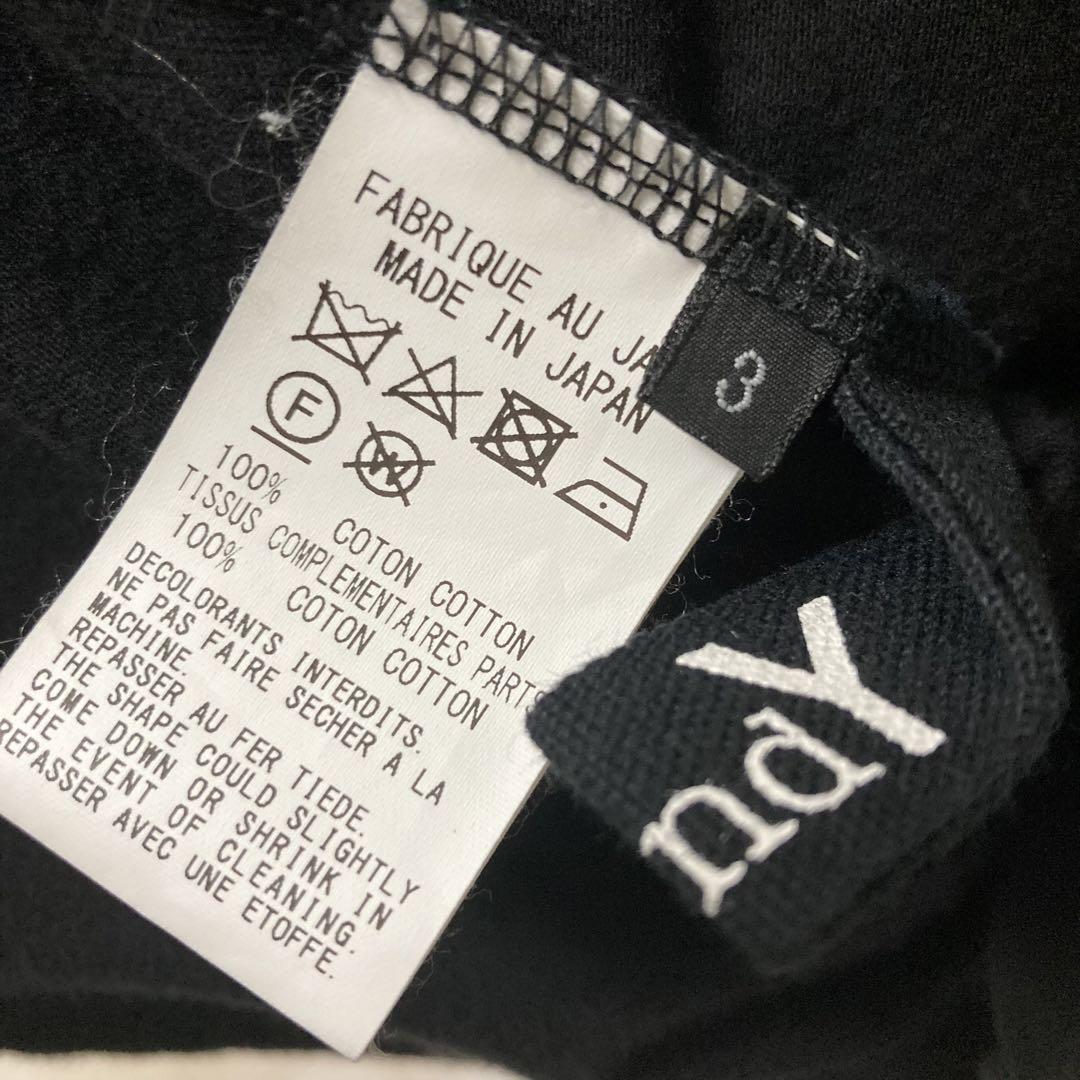 FABRIQUE AU
MADE IN JAPAN
3
F
W
100% COTON COTTON
TISSUS COMPLEMENTAIRES PARTS
100% COTON COTTON
DECOLORANTS INTERDITS.
NE PAS FAIRE SECHER A LA
MACHINE.
REPASSER AU FER TIEDE.
THE SHAPE COULD SLIGHTLY
COME DOWN OR SHRINK IN
THE EVENT OF CLEANING.
REPASSER AVEC UNE ETOFFE.
ndY